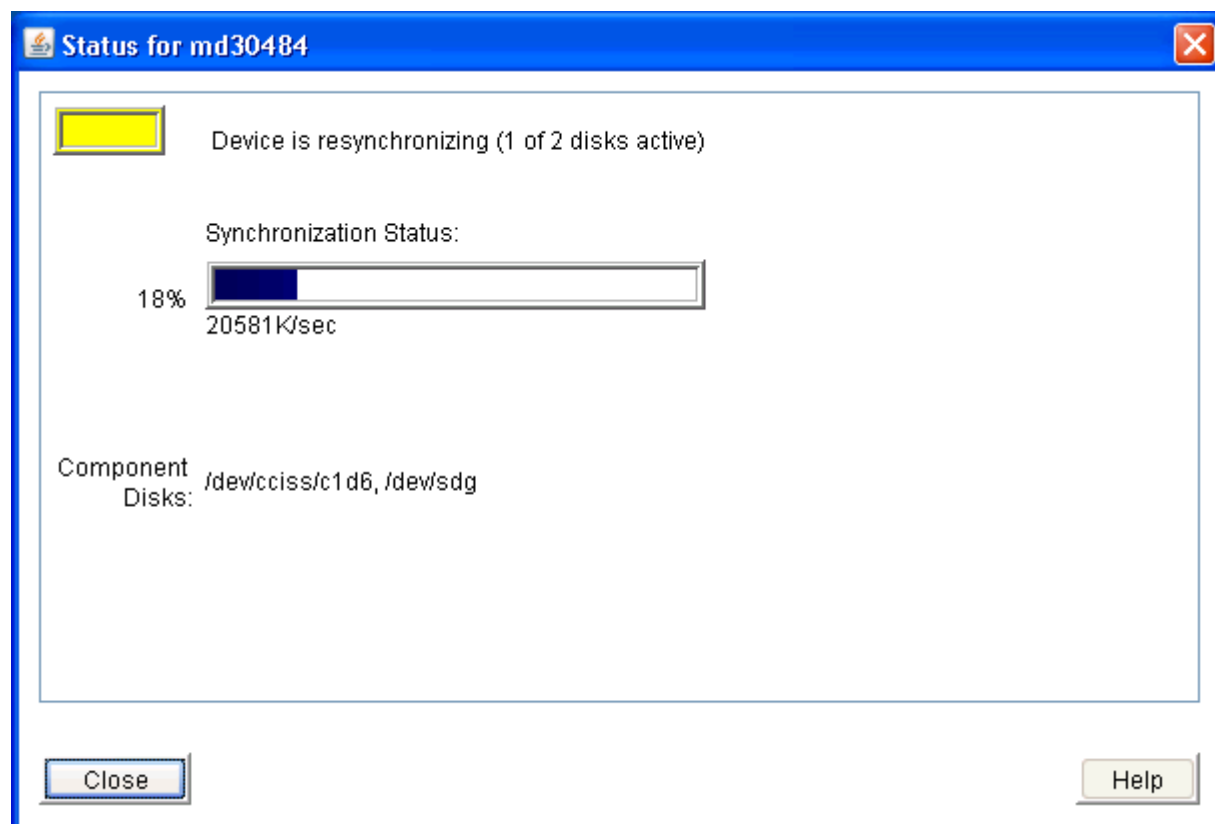 Status for md30484
Device is resynchronizing (1 of 2 disks active)
Synchronization Status:
18%
20581K/sec
Component
Disks:
/dev/cciss/c1d6, /dev/sdg
Close
Help